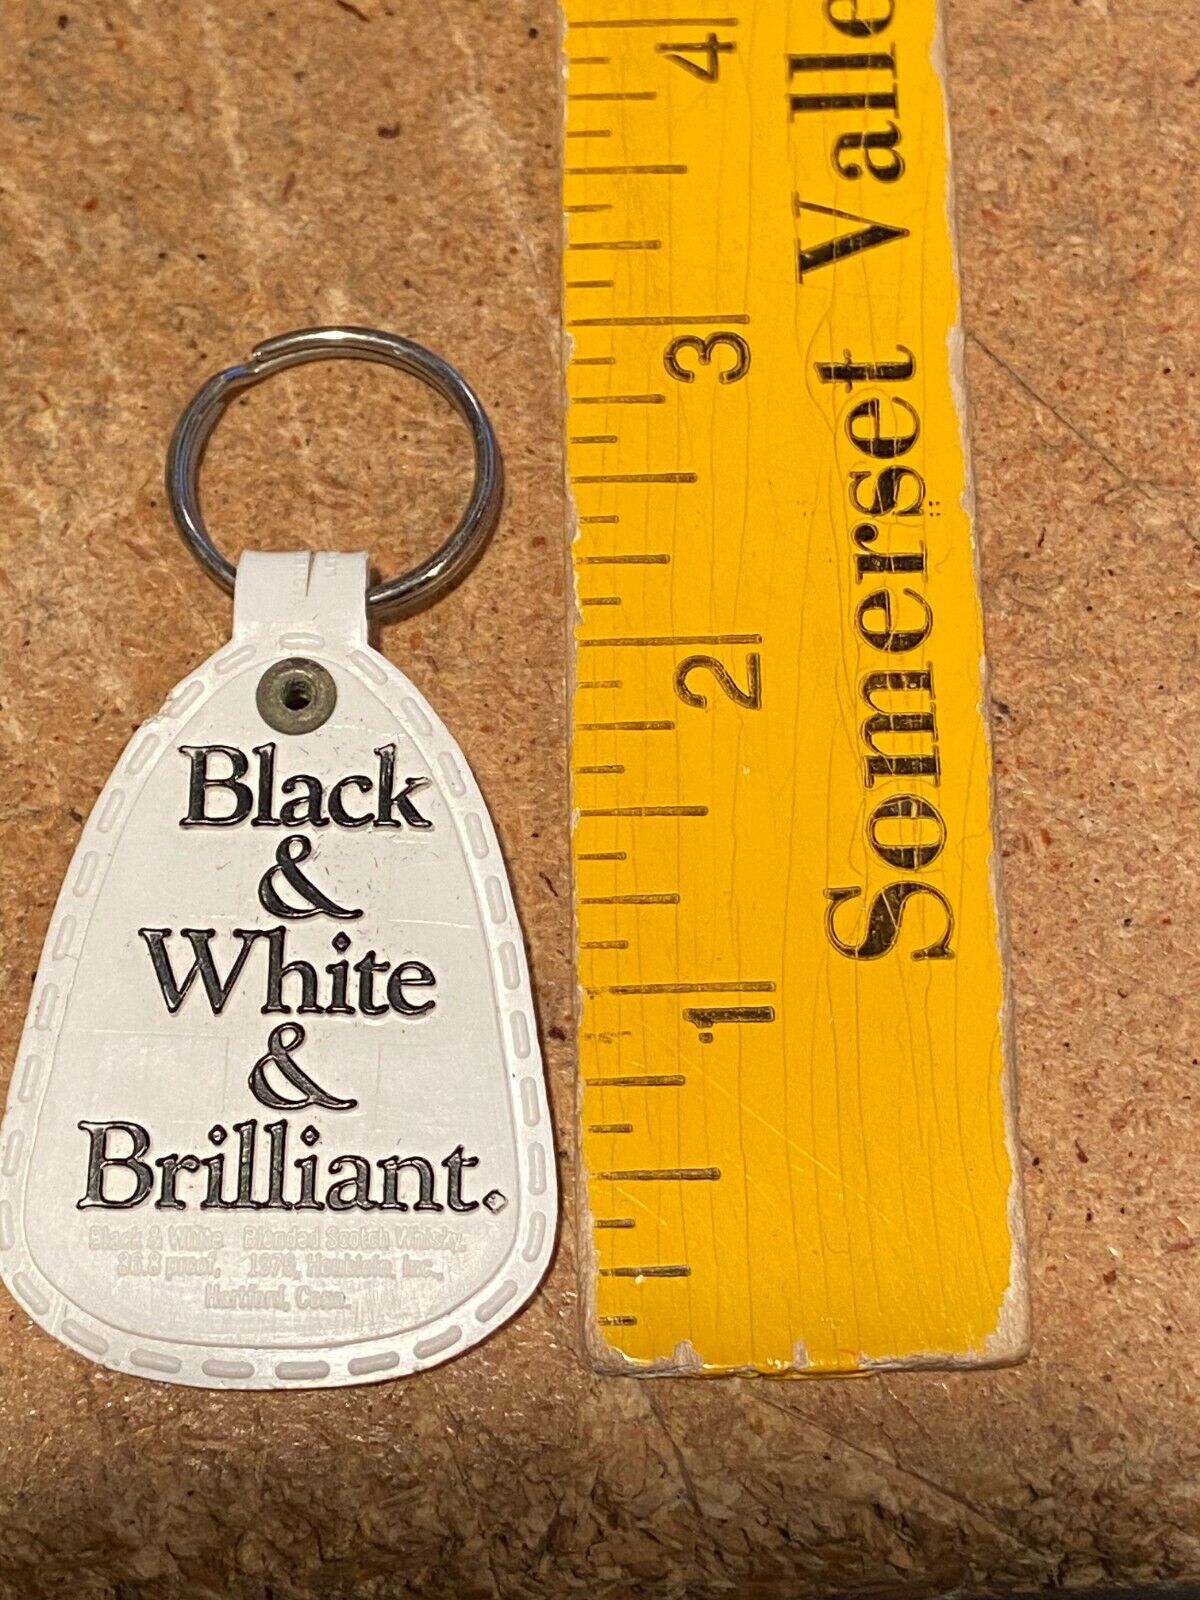 Black
&
White
&
Brilliant.
Black & White Blended Scotch Whisky,
86.8 proof, 1978, Heublein, Inc.,
Hartford, Conn.
4
3
2
1
Somerset Valle